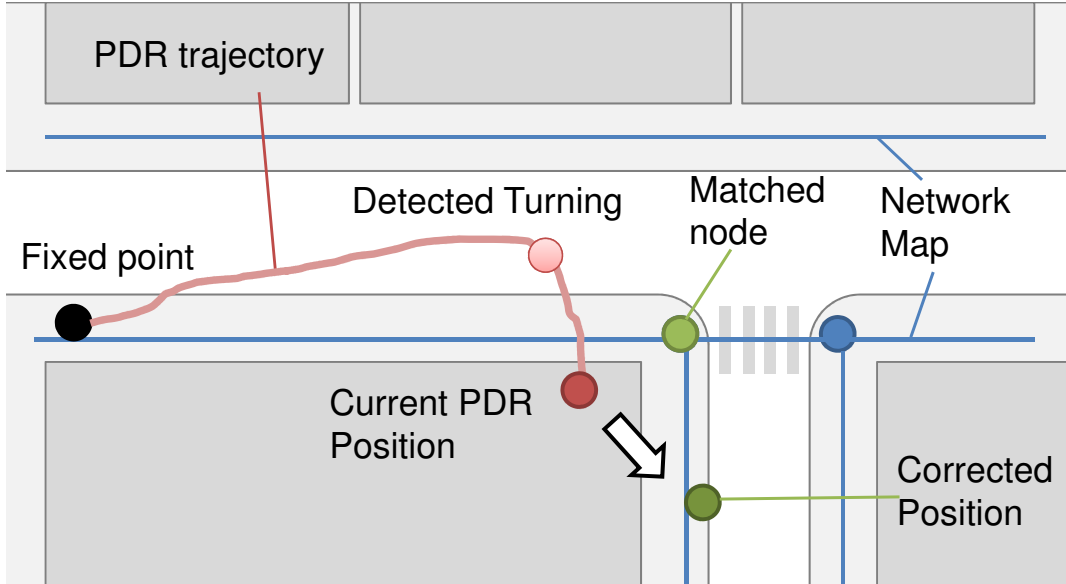 PDR trajectory
Detected Turning
Matched
node
Network
Map
Fixed point
Current PDR
Position
Corrected
Position